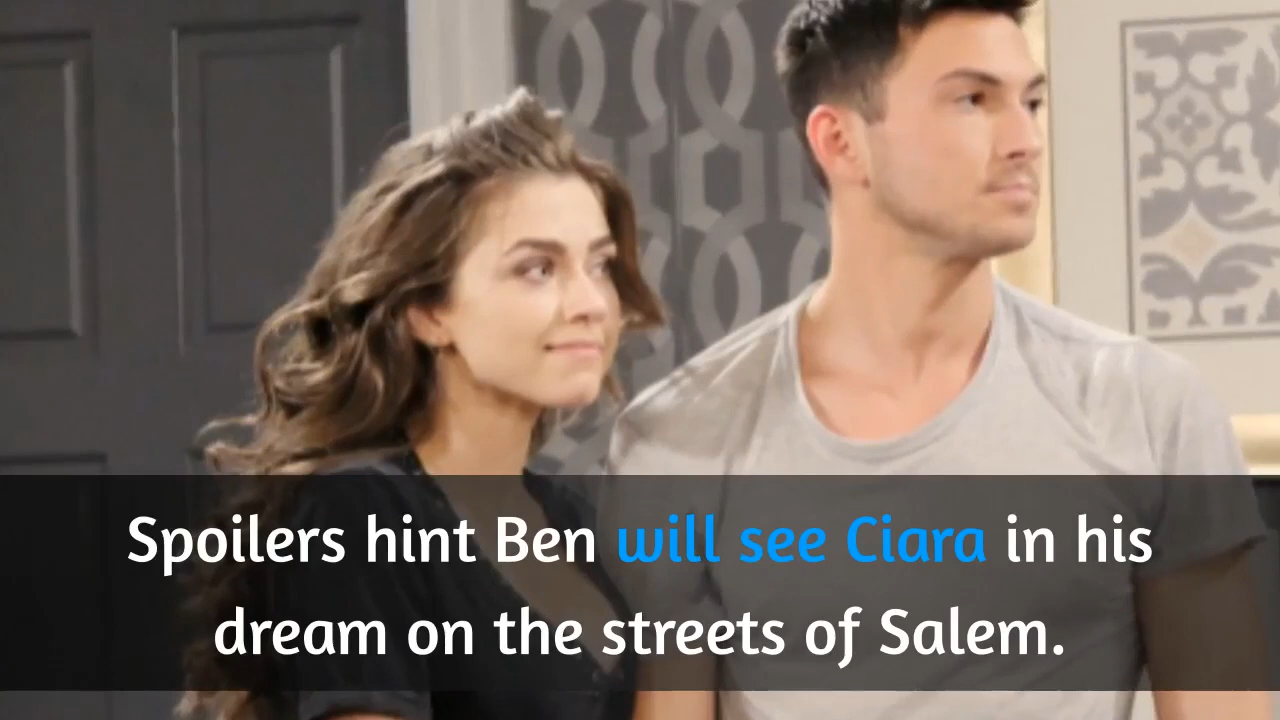 Spoilers hint Ben will see Ciara in his
dream on the streets of Salem.